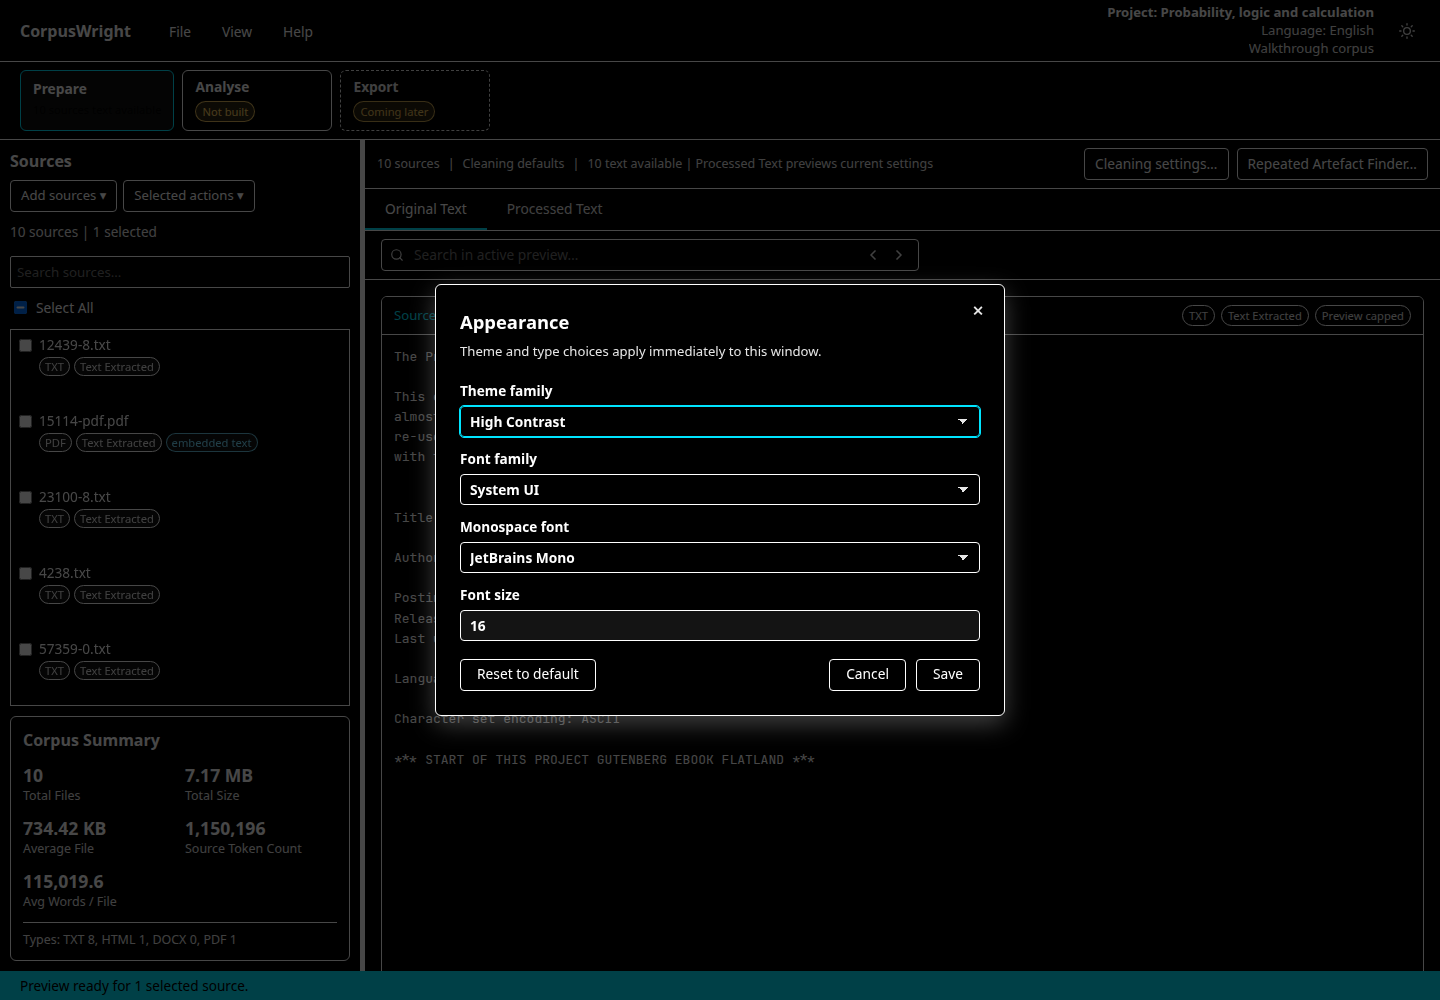 CorpusWright
File
View
Help
Project: Probability, logic and calculation
Language: English
Walkthrough corpus
Prepare
Analyse
Not built
Export
Coming later
Sources
Add sources ▾
Selected actions ▾
10 sources | 1 selected
Search sources...
Select All
12439-8.txt
TXT
Text Extracted
15114-pdf.pdf
PDF
Text Extracted
embedded text
23100-8.txt
TXT
Text Extracted
4238.txt
TXT
Text Extracted
57359-0.txt
TXT
Text Extracted
Corpus Summary
10
Total Files
7.17 MB
Total Size
734.42 KB
Average File
1,150,196
Source Token Count
115,019.6
Avg Words / File
Types: TXT 8, HTML 1, DOCX 0, PDF 1
10 sources | Cleaning defaults | 10 text available | Processed Text previews current settings
Cleaning settings...
Repeated Artefact Finder...
Original Text
Processed Text
Search in active preview...
Source
TXT
Text Extracted
Preview capped
The P
This
almos
re-us
with
Title
Autho
Posti
Relea
Last
Langu
Character set encoding: ASCII
*** START OF THIS PROJECT GUTENBERG EBOOK FLATLAND ***
Appearance
×
Theme and type choices apply immediately to this window.
Theme family
High Contrast
Font family
System UI
Monospace font
JetBrains Mono
Font size
16
Reset to default
Cancel
Save
Preview ready for 1 selected source.